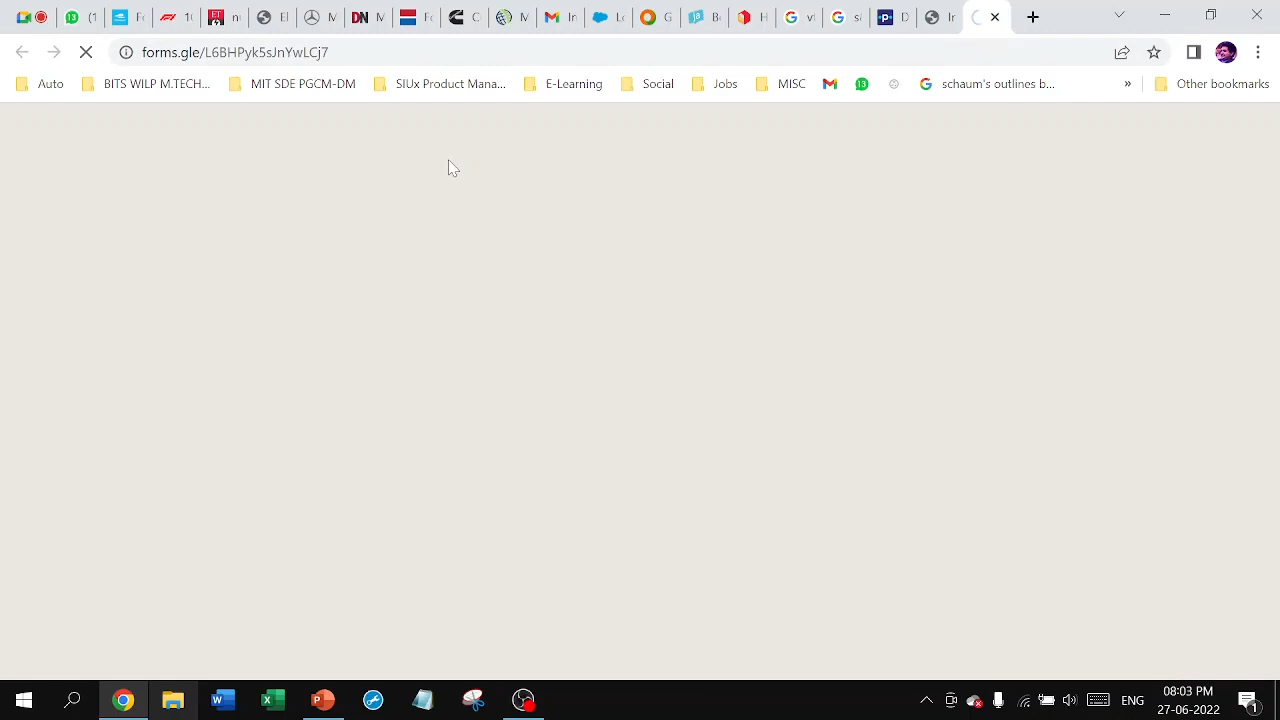 forms.gle/L6BHPyk5sJnYwLCj7
Auto BITS WILP M.TECH... MIT SDE PGCM-DM SIUx Product Mana... E-Learning Social Jobs MISC schaum's outlines b... » Other bookmarks
ENG
08:03 PM
27-06-2022